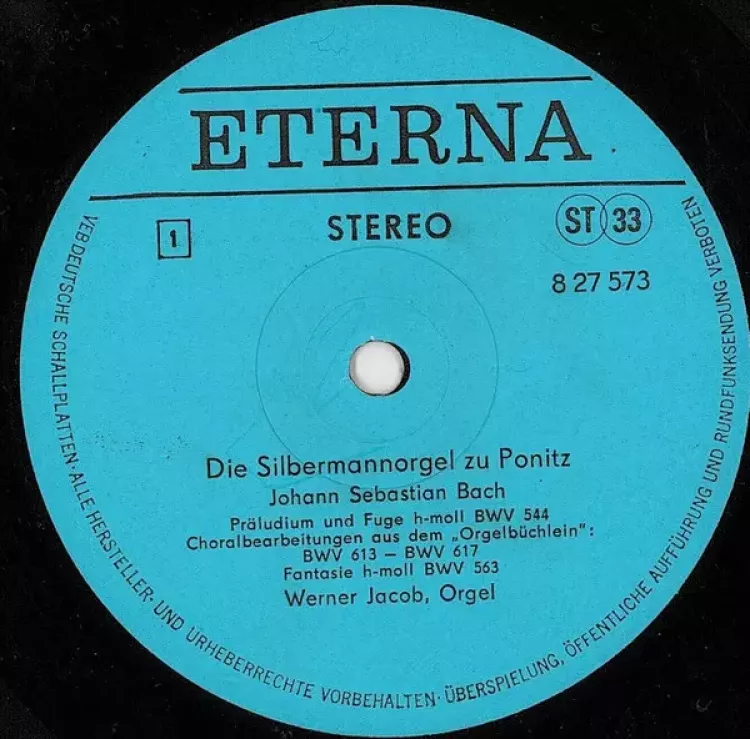 ETERNA
1
STEREO
ST 33
8 27 573
Die Silbermannorgel zu Ponitz
Johann Sebastian Bach
Präludium und Fuge h-moll BWV 544
Choralbearbeitungen aus dem „Orgelbüchlein":
BWV 613 – BWV 617
Fantasie h-moll BWV 563
Werner Jacob, Orgel
VEB DEUTSCHE SCHALLPLATTEN · ALLE HERSTELLER- UND URHEBERRECHTE VORBEHALTEN · ÜBERSPIELUNG, ÖFFENTLICHE AUFFÜHRUNG UND RUNDFUNKSENDUNG VERBOTEN